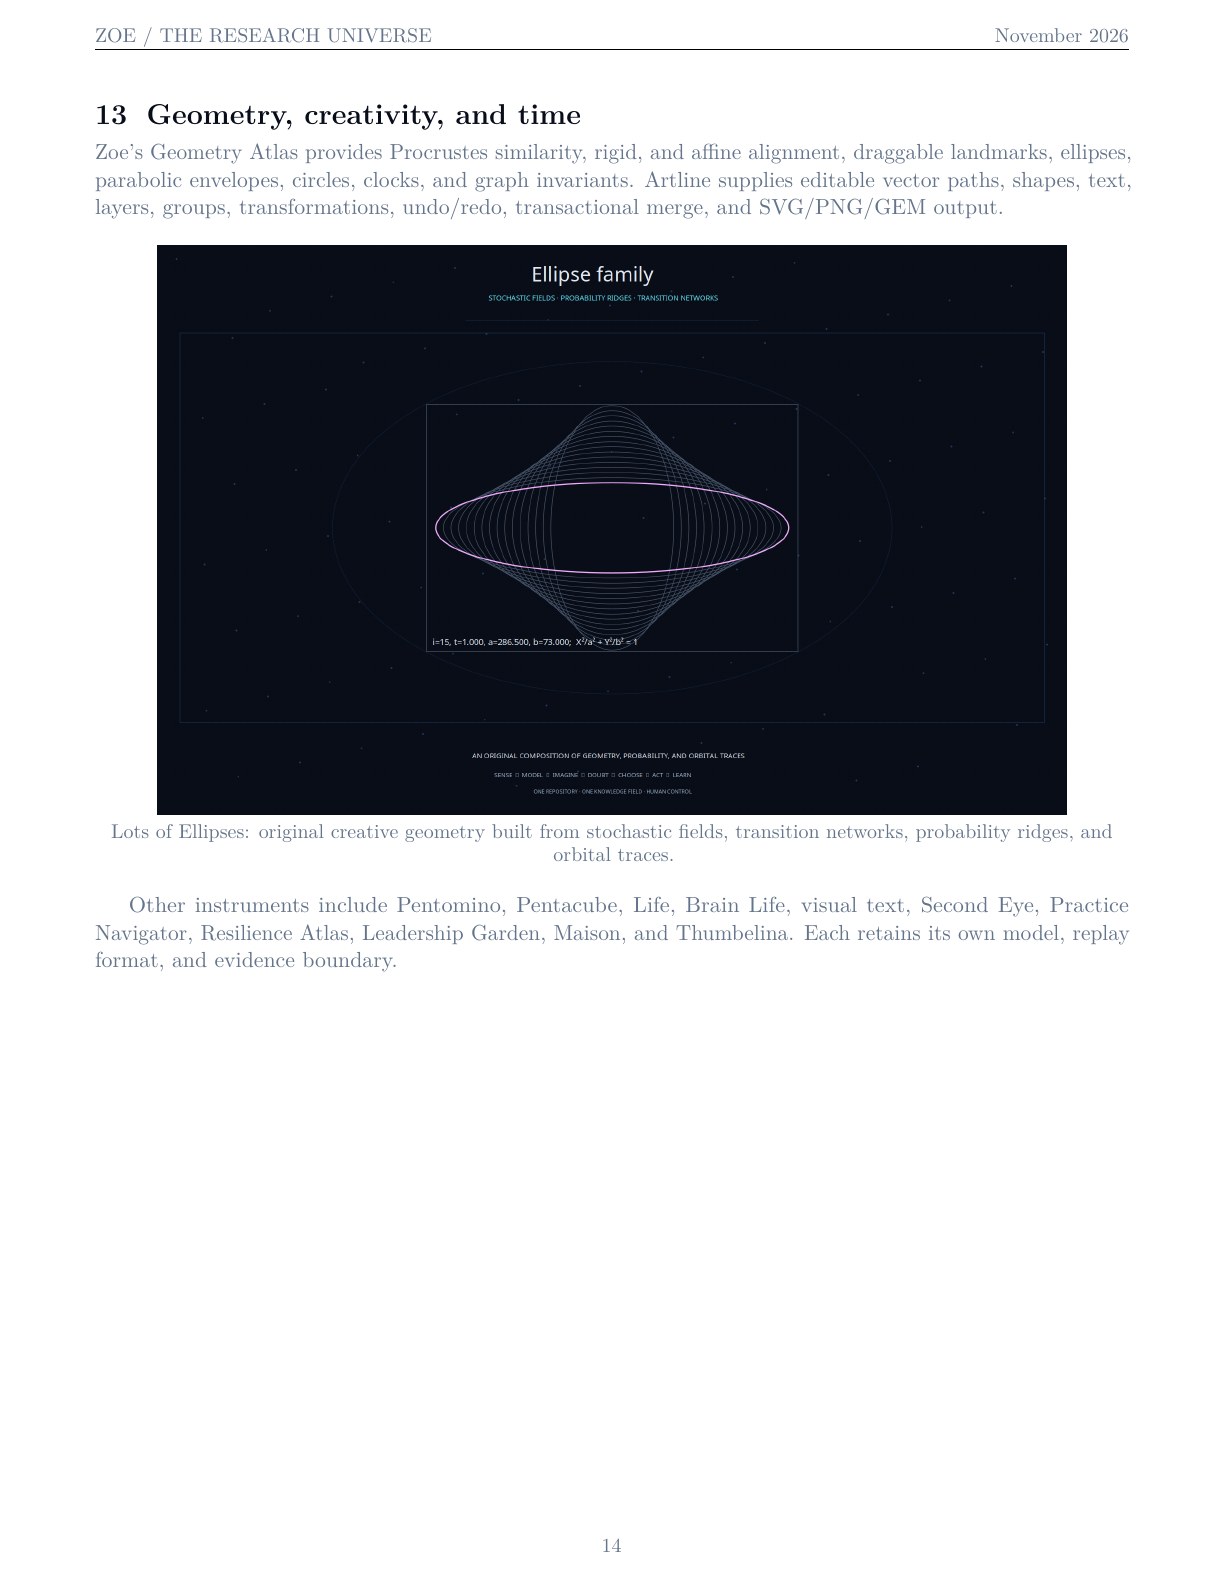 ZOE / THE RESEARCH UNIVERSE November 2026
13 Geometry, creativity, and time
Zoe's Geometry Atlas provides Procrustes similarity, rigid, and affine alignment, draggable landmarks, ellipses,
parabolic envelopes, circles, clocks, and graph invariants. Artline supplies editable vector paths, shapes, text,
layers, groups, transformations, undo/redo, transactional merge, and SVG/PNG/GEM output.
Ellipse family
STOCHASTIC FIELDS · PROBABILITY RIDGES · TRANSITION NETWORKS
i=15, t=1.000, a=286.500, b=73.000; X²/a² + Y²/b² = 1
AN ORIGINAL COMPOSITION OF GEOMETRY, PROBABILITY, AND ORBITAL TRACES
SENSE ▯ MODEL ▯ IMAGINE ▯ DOUBT ▯ CHOOSE ▯ ACT ▯ LEARN
ONE REPOSITORY · ONE KNOWLEDGE FIELD · HUMAN CONTROL
Lots of Ellipses: original creative geometry built from stochastic fields, transition networks, probability ridges, and
orbital traces.
Other instruments include Pentomino, Pentacube, Life, Brain Life, visual text, Second Eye, Practice
Navigator, Resilience Atlas, Leadership Garden, Maison, and Thumbelina. Each retains its own model, replay
format, and evidence boundary.
14